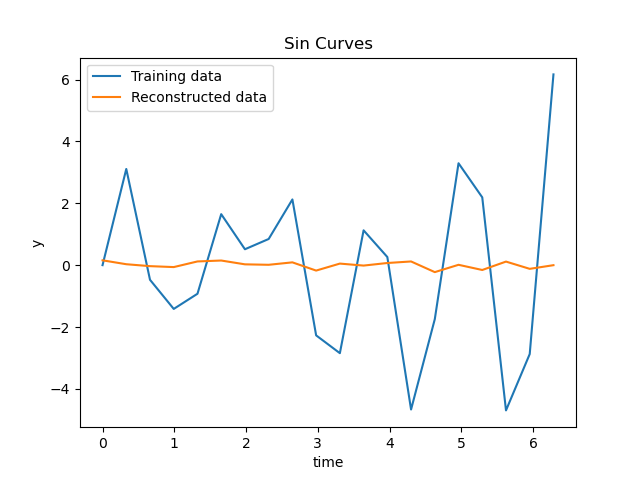 Sin Curves
Training data
Reconstructed data
6
4
2
0
−2
−4
y
0 1 2 3 4 5 6
time